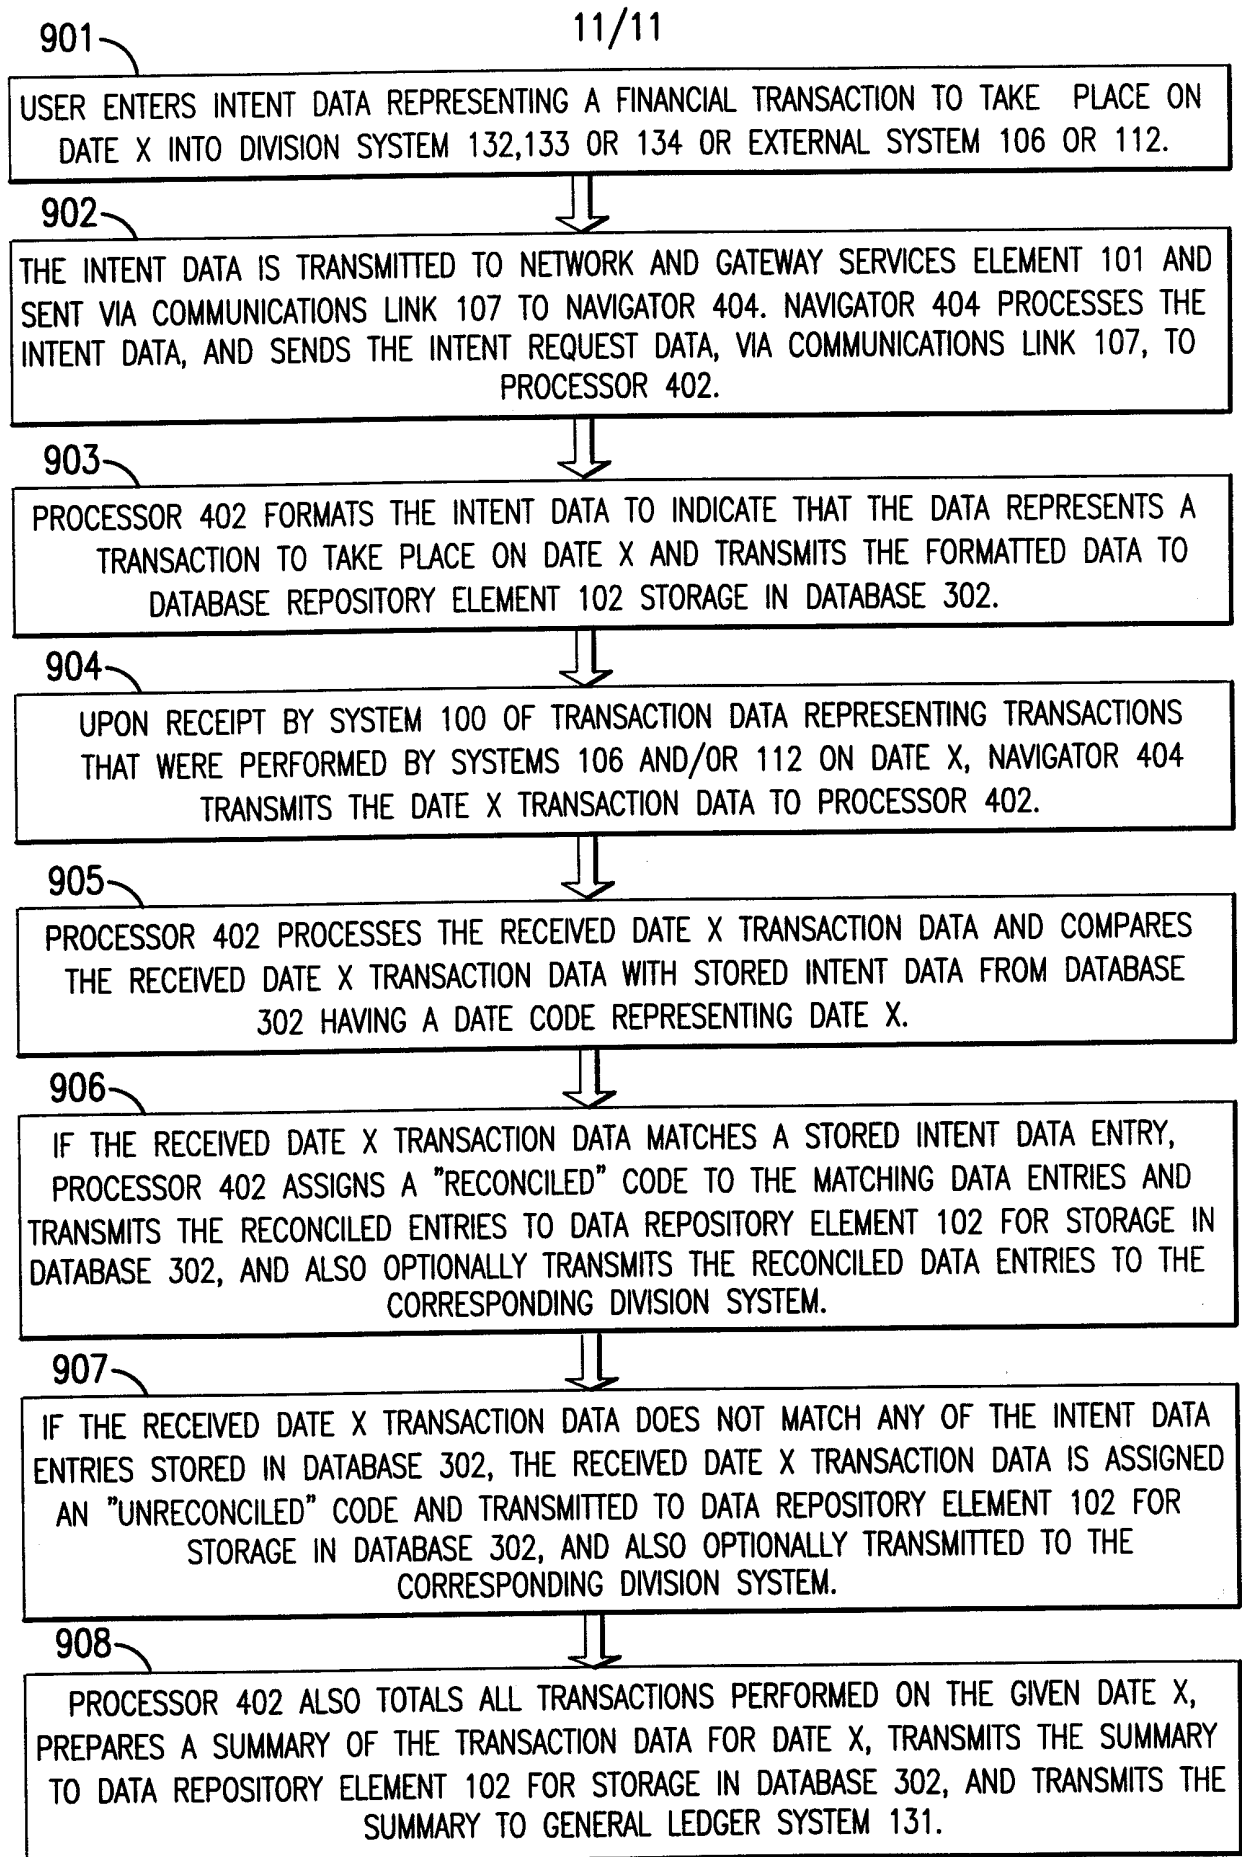 11/11
901
USER ENTERS INTENT DATA REPRESENTING A FINANCIAL TRANSACTION TO TAKE PLACE ON
DATE X INTO DIVISION SYSTEM 132,133 OR 134 OR EXTERNAL SYSTEM 106 OR 112.
902
THE INTENT DATA IS TRANSMITTED TO NETWORK AND GATEWAY SERVICES ELEMENT 101 AND
SENT VIA COMMUNICATIONS LINK 107 TO NAVIGATOR 404. NAVIGATOR 404 PROCESSES THE
INTENT DATA, AND SENDS THE INTENT REQUEST DATA, VIA COMMUNICATIONS LINK 107, TO
PROCESSOR 402.
903
PROCESSOR 402 FORMATS THE INTENT DATA TO INDICATE THAT THE DATA REPRESENTS A
TRANSACTION TO TAKE PLACE ON DATE X AND TRANSMITS THE FORMATTED DATA TO
DATABASE REPOSITORY ELEMENT 102 STORAGE IN DATABASE 302.
904
UPON RECEIPT BY SYSTEM 100 OF TRANSACTION DATA REPRESENTING TRANSACTIONS
THAT WERE PERFORMED BY SYSTEMS 106 AND/OR 112 ON DATE X, NAVIGATOR 404
TRANSMITS THE DATE X TRANSACTION DATA TO PROCESSOR 402.
905
PROCESSOR 402 PROCESSES THE RECEIVED DATE X TRANSACTION DATA AND COMPARES
THE RECEIVED DATE X TRANSACTION DATA WITH STORED INTENT DATA FROM DATABASE
302 HAVING A DATE CODE REPRESENTING DATE X.
906
IF THE RECEIVED DATE X TRANSACTION DATA MATCHES A STORED INTENT DATA ENTRY,
PROCESSOR 402 ASSIGNS A "RECONCILED" CODE TO THE MATCHING DATA ENTRIES AND
TRANSMITS THE RECONCILED ENTRIES TO DATA REPOSITORY ELEMENT 102 FOR STORAGE IN
DATABASE 302, AND ALSO OPTIONALLY TRANSMITS THE RECONCILED DATA ENTRIES TO THE
CORRESPONDING DIVISION SYSTEM.
907
IF THE RECEIVED DATE X TRANSACTION DATA DOES NOT MATCH ANY OF THE INTENT DATA
ENTRIES STORED IN DATABASE 302, THE RECEIVED DATE X TRANSACTION DATA IS ASSIGNED
AN "UNRECONCILED" CODE AND TRANSMITTED TO DATA REPOSITORY ELEMENT 102 FOR
STORAGE IN DATABASE 302, AND ALSO OPTIONALLY TRANSMITTED TO THE
CORRESPONDING DIVISION SYSTEM.
908
PROCESSOR 402 ALSO TOTALS ALL TRANSACTIONS PERFORMED ON THE GIVEN DATE X,
PREPARES A SUMMARY OF THE TRANSACTION DATA FOR DATE X, TRANSMITS THE SUMMARY
TO DATA REPOSITORY ELEMENT 102 FOR STORAGE IN DATABASE 302, AND TRANSMITS THE
SUMMARY TO GENERAL LEDGER SYSTEM 131.